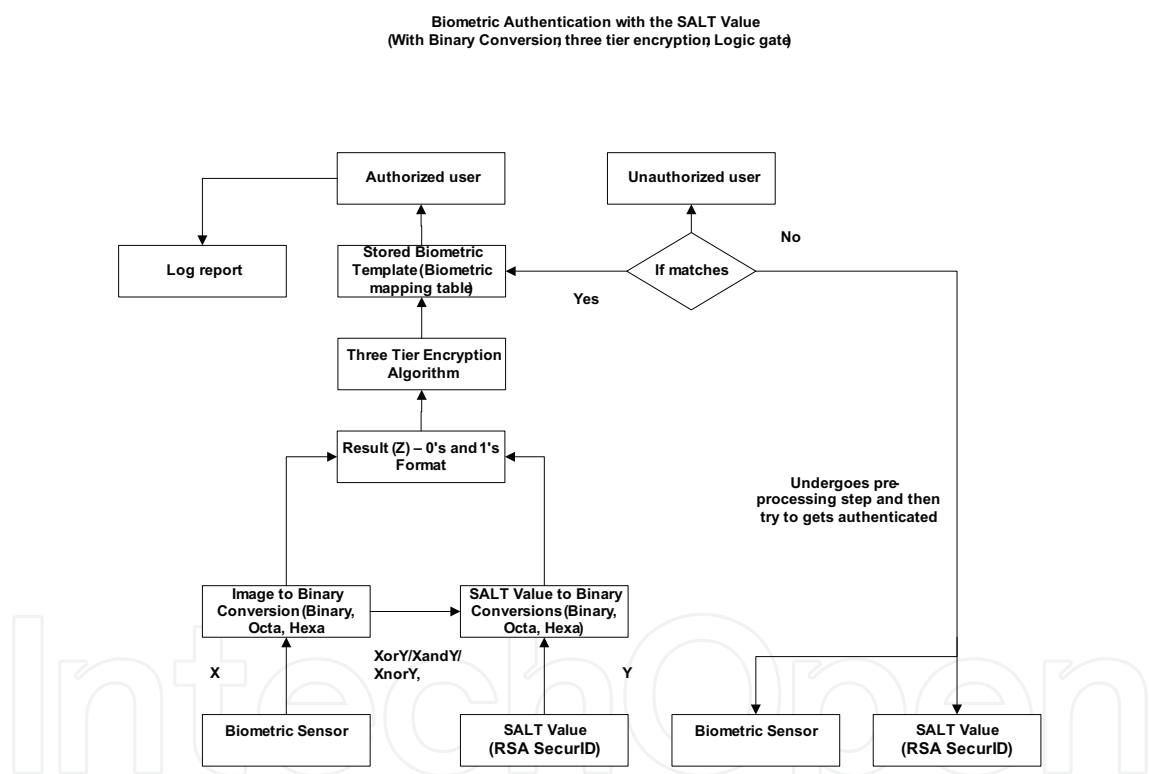 Biometric Authentication with the SALT Value
(With Binary Conversion, three tier encryption, Logic gate)
Authorized user
Unauthorized user
No
Log report
Stored Biometric
Template (Biometric
mapping table)
If matches
Yes
Three Tier Encryption
Algorithm
Result (Z) – 0's and 1's
Format
Undergoes pre-
processing step and then
try to gets authenticated
Image to Binary
Conversion (Binary,
Octa, Hexa
SALT Value to Binary
Conversions (Binary,
Octa, Hexa)
X
XorY/XandY/
XnorY,
Y
Biometric Sensor
SALT Value
(RSA SecurID)
Biometric Sensor
SALT Value
(RSA SecurID)
IntechOpen